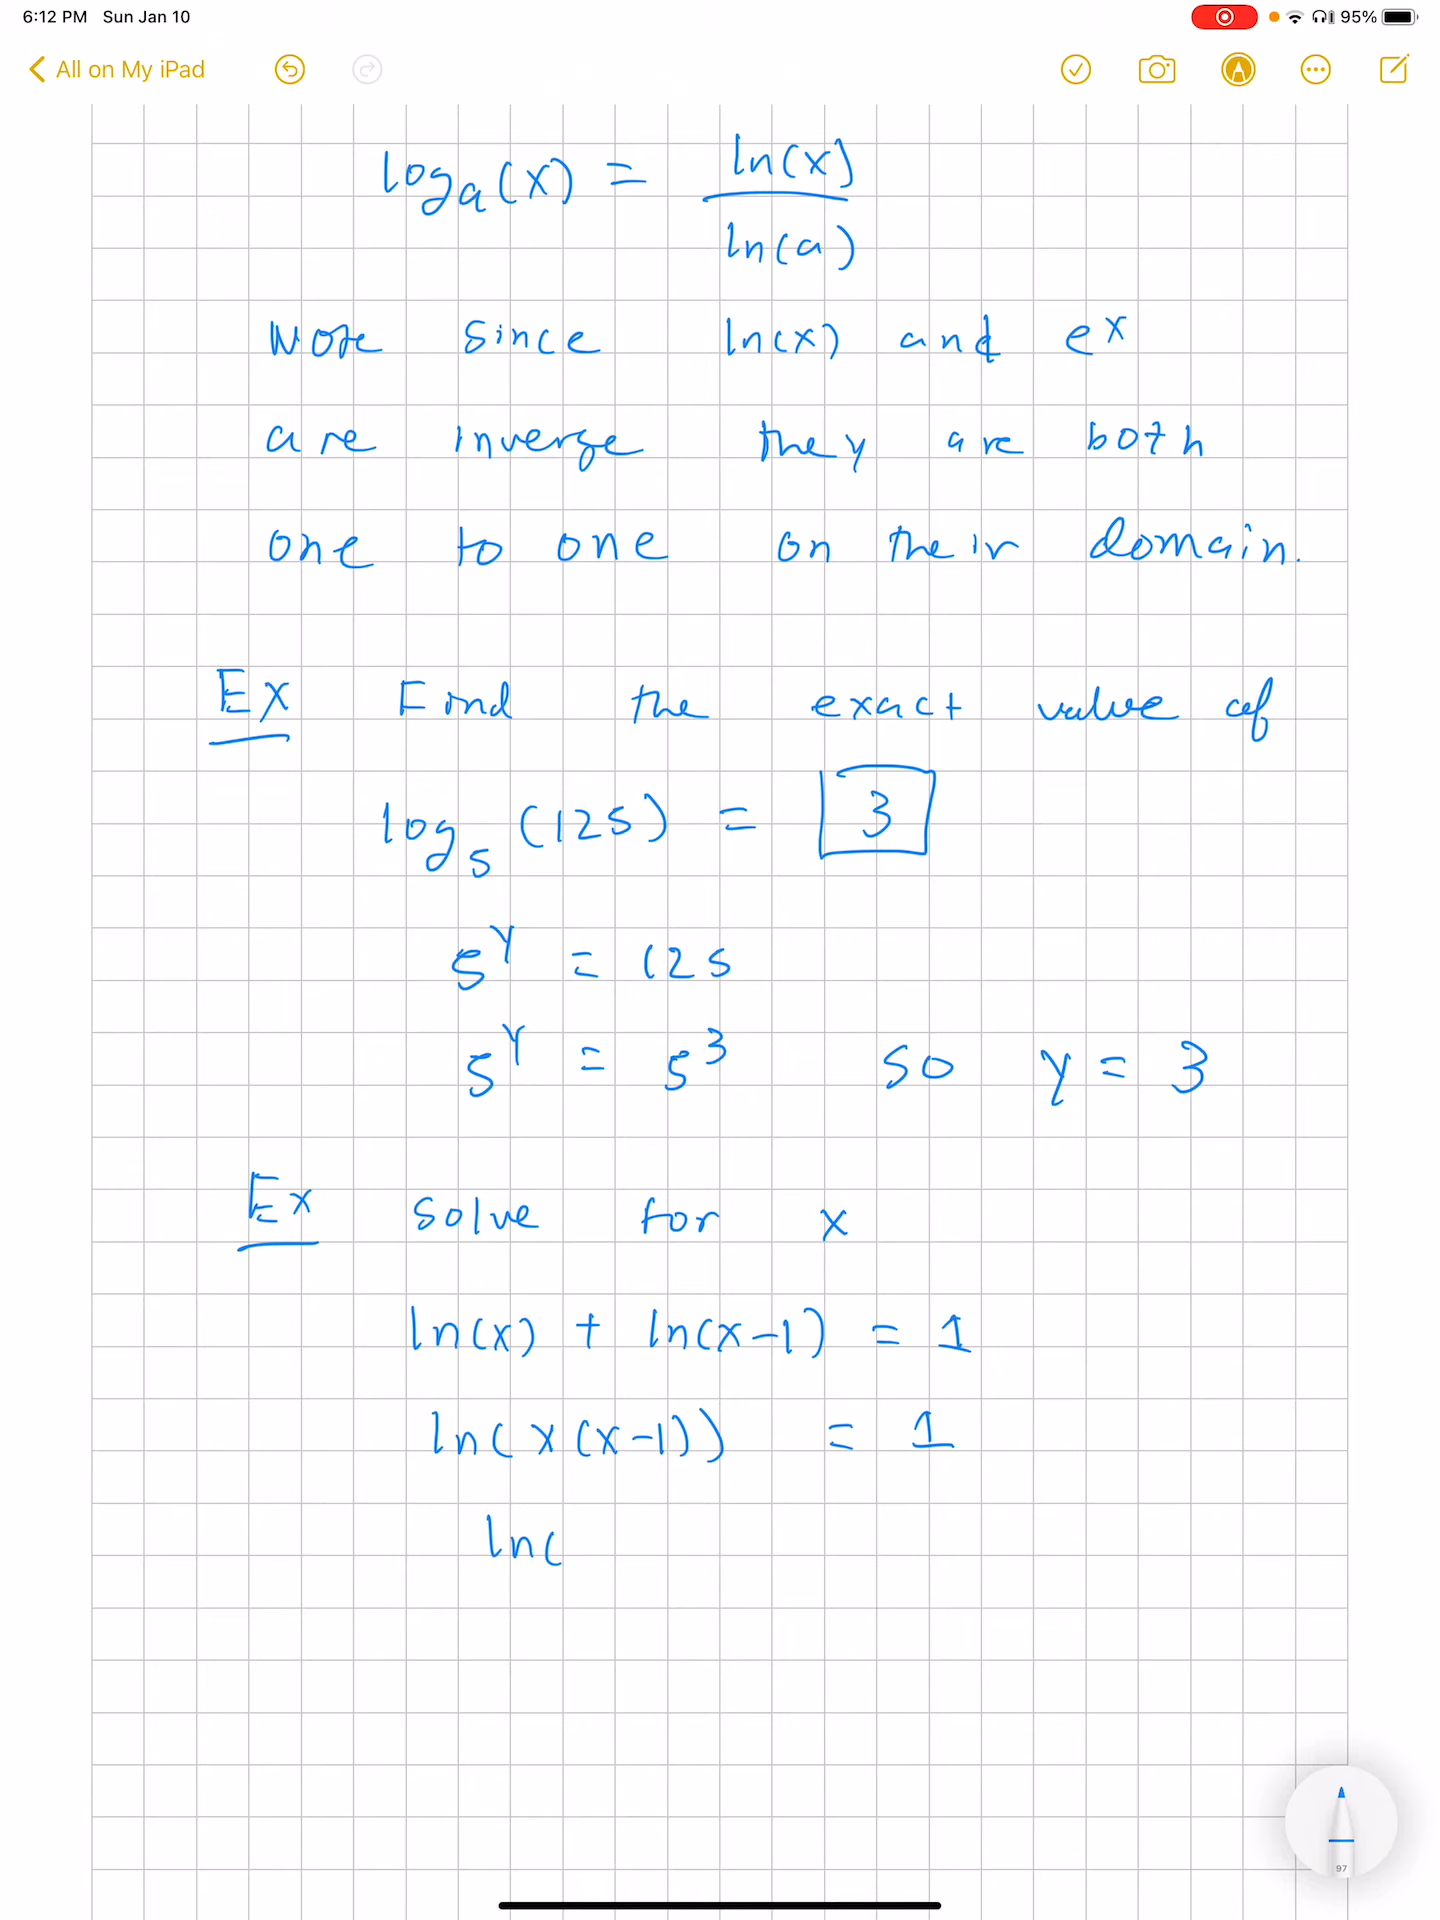 6:12 PM Sun Jan 10 95%
All on My iPad
log_a(x) = ln(x) / ln(a)
Note since ln(x) and e^x
are inverse they are both
one to one on their domain.
Ex Find the exact value of
log_5 (125) = 3
5^y = 125
5^y = 5^3 so y = 3
Ex Solve for x
ln(x) + ln(x-1) = 1
ln(x(x-1)) = 1
ln(
97